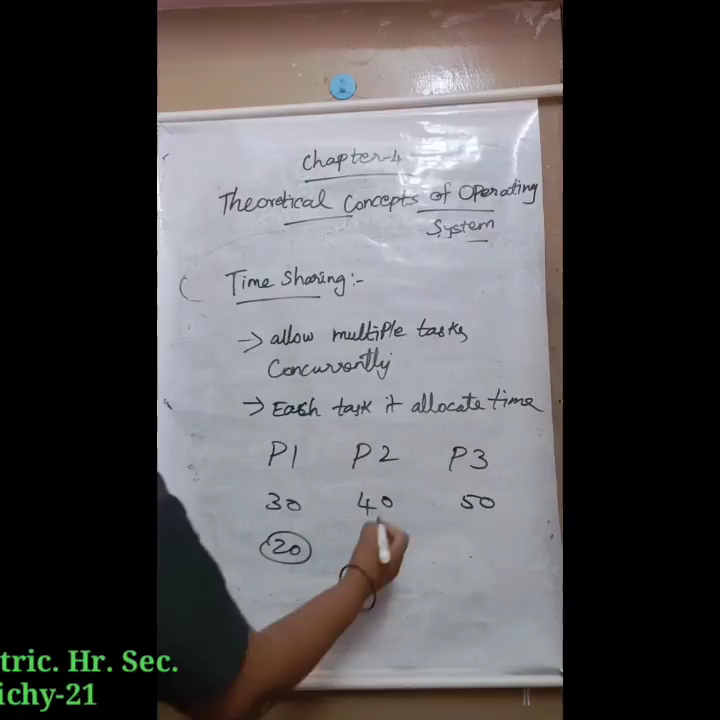 Chapter-4
Theoretical Concepts of Operating
System
Time Sharing:-
→ allow multiple tasks
Concurrently
→ Each task it allocate time
P1 P2 P3
30 40 50
20
tric. Hr. Sec.
ichy-21